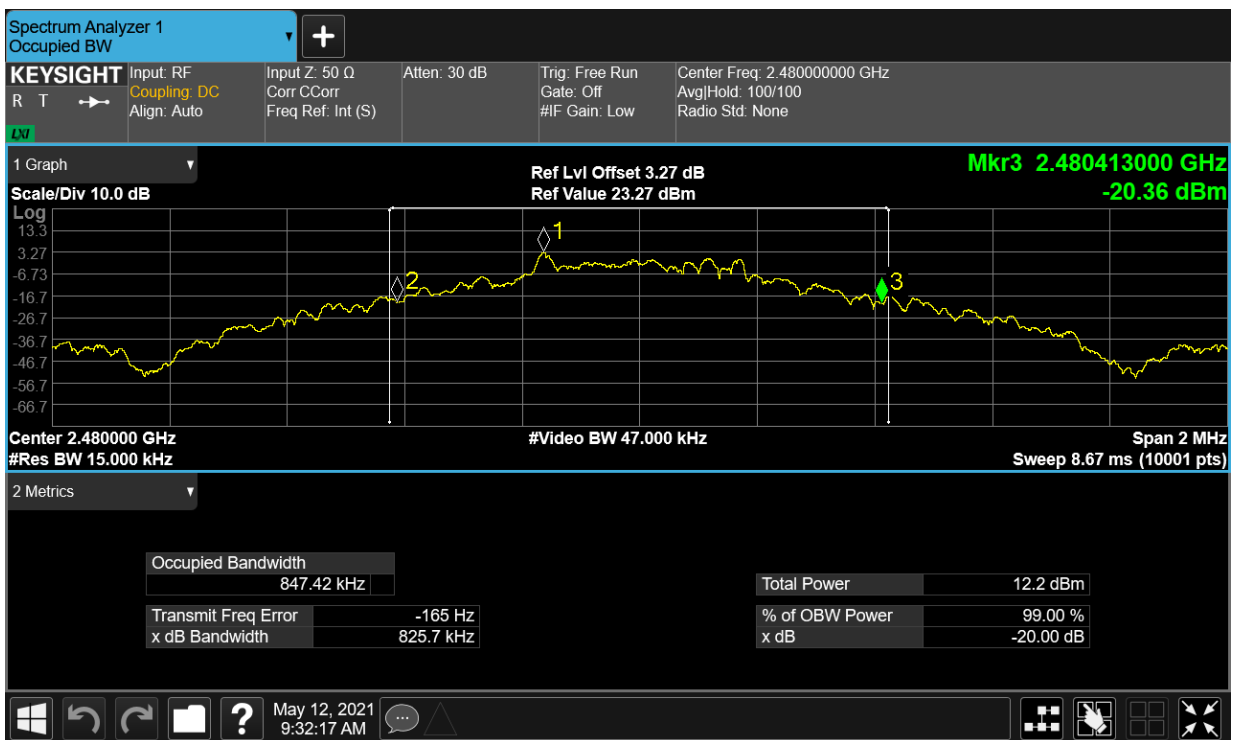 Spectrum Analyzer 1
Occupied BW
KEYSIGHT
R T
LXI
Input: RF
Coupling: DC
Align: Auto
Input Z: 50 Ω
Corr CCorr
Freq Ref: Int (S)
Atten: 30 dB
Trig: Free Run
Gate: Off
#IF Gain: Low
Center Freq: 2.480000000 GHz
Avg|Hold: 100/100
Radio Std: None
1 Graph
Scale/Div 10.0 dB
Ref Lvl Offset 3.27 dB
Ref Value 23.27 dBm
Mkr3 2.480413000 GHz
-20.36 dBm
Log
13.3
3.27
-6.73
-16.7
-26.7
-36.7
-46.7
-56.7
-66.7
1
2
3
Center 2.480000 GHz
#Res BW 15.000 kHz
#Video BW 47.000 kHz
Span 2 MHz
Sweep 8.67 ms (10001 pts)
2 Metrics
Occupied Bandwidth
847.42 kHz
Transmit Freq Error -165 Hz
x dB Bandwidth 825.7 kHz
Total Power 12.2 dBm
% of OBW Power 99.00 %
x dB -20.00 dB
?
May 12, 2021
9:32:17 AM